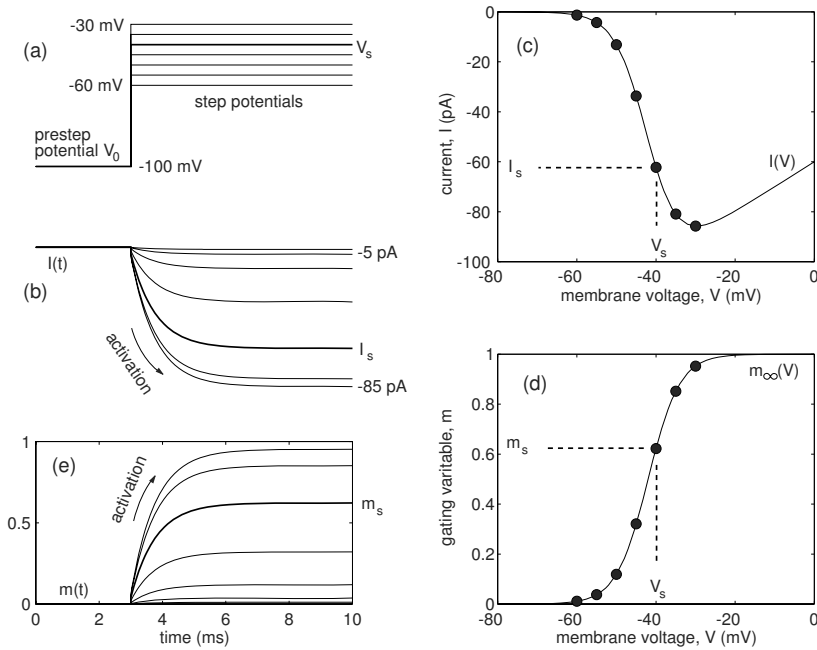 (a)
-30 mV
V_s
-60 mV
step potentials
prestep
potential V_0
-100 mV
I(t)
(b)
-5 pA
activation
I_s
-85 pA
(e)
1
0.5
0
activation
m_s
m(t)
0 2 4 6 8 10
time (ms)
(c)
0
-20
-40
-60
-80
-100
current, I (pA)
I_s
V_s
I(V)
-80 -60 -40 -20 0
membrane voltage, V (mV)
(d)
1
0.8
0.6
0.4
0.2
0
gating varitable, m
m_s
V_s
m_∞(V)
-80 -60 -40 -20 0
membrane voltage, V (mV)